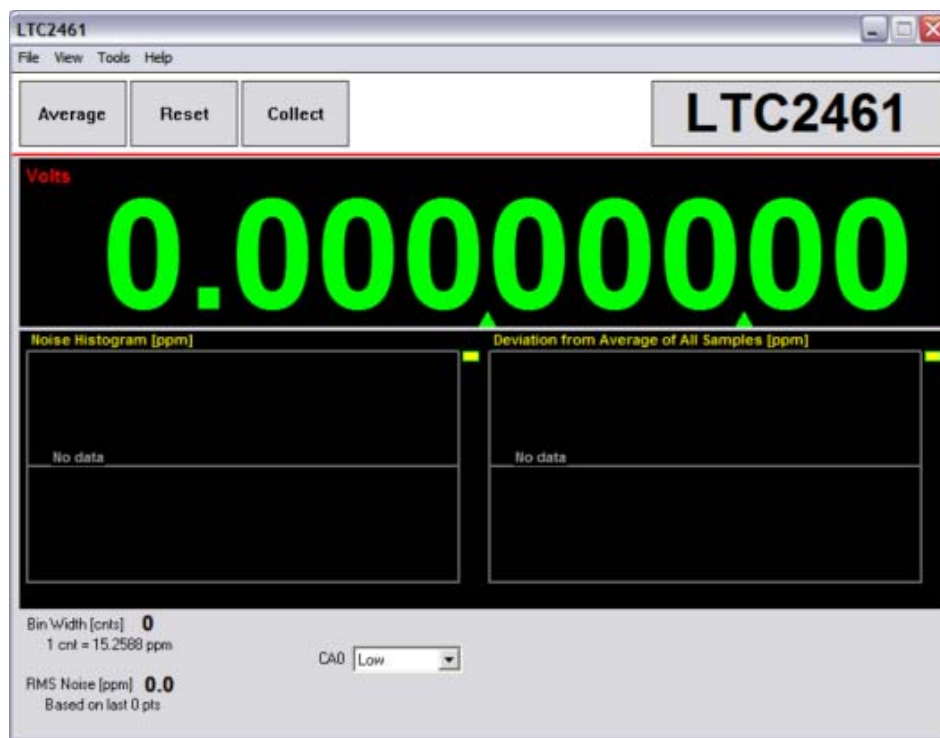 LTC2461
File View Tools Help
Average Reset Collect LTC2461
Volts
0.00000000
Noise Histogram [ppm] Deviation from Average of All Samples [ppm]
No data No data
Bin Width [cnts] 0
1 cnt = 15.2588 ppm
CA0 Low
RMS Noise [ppm] 0.0
Based on last 0 pts